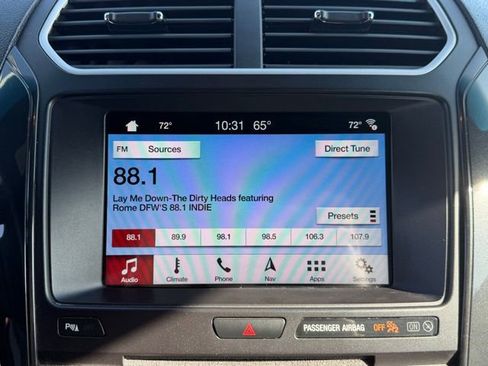 72° 10:31 65° 72°
FM Sources Direct Tune
88.1
Lay Me Down-The Dirty Heads featuring
Rome DFW'S 88.1 INDIE
Presets
88.1 89.9 98.1 98.5 106.3 107.9
Audio Climate Phone Nav Apps Settings
P PASSENGER AIRBAG OFF ON